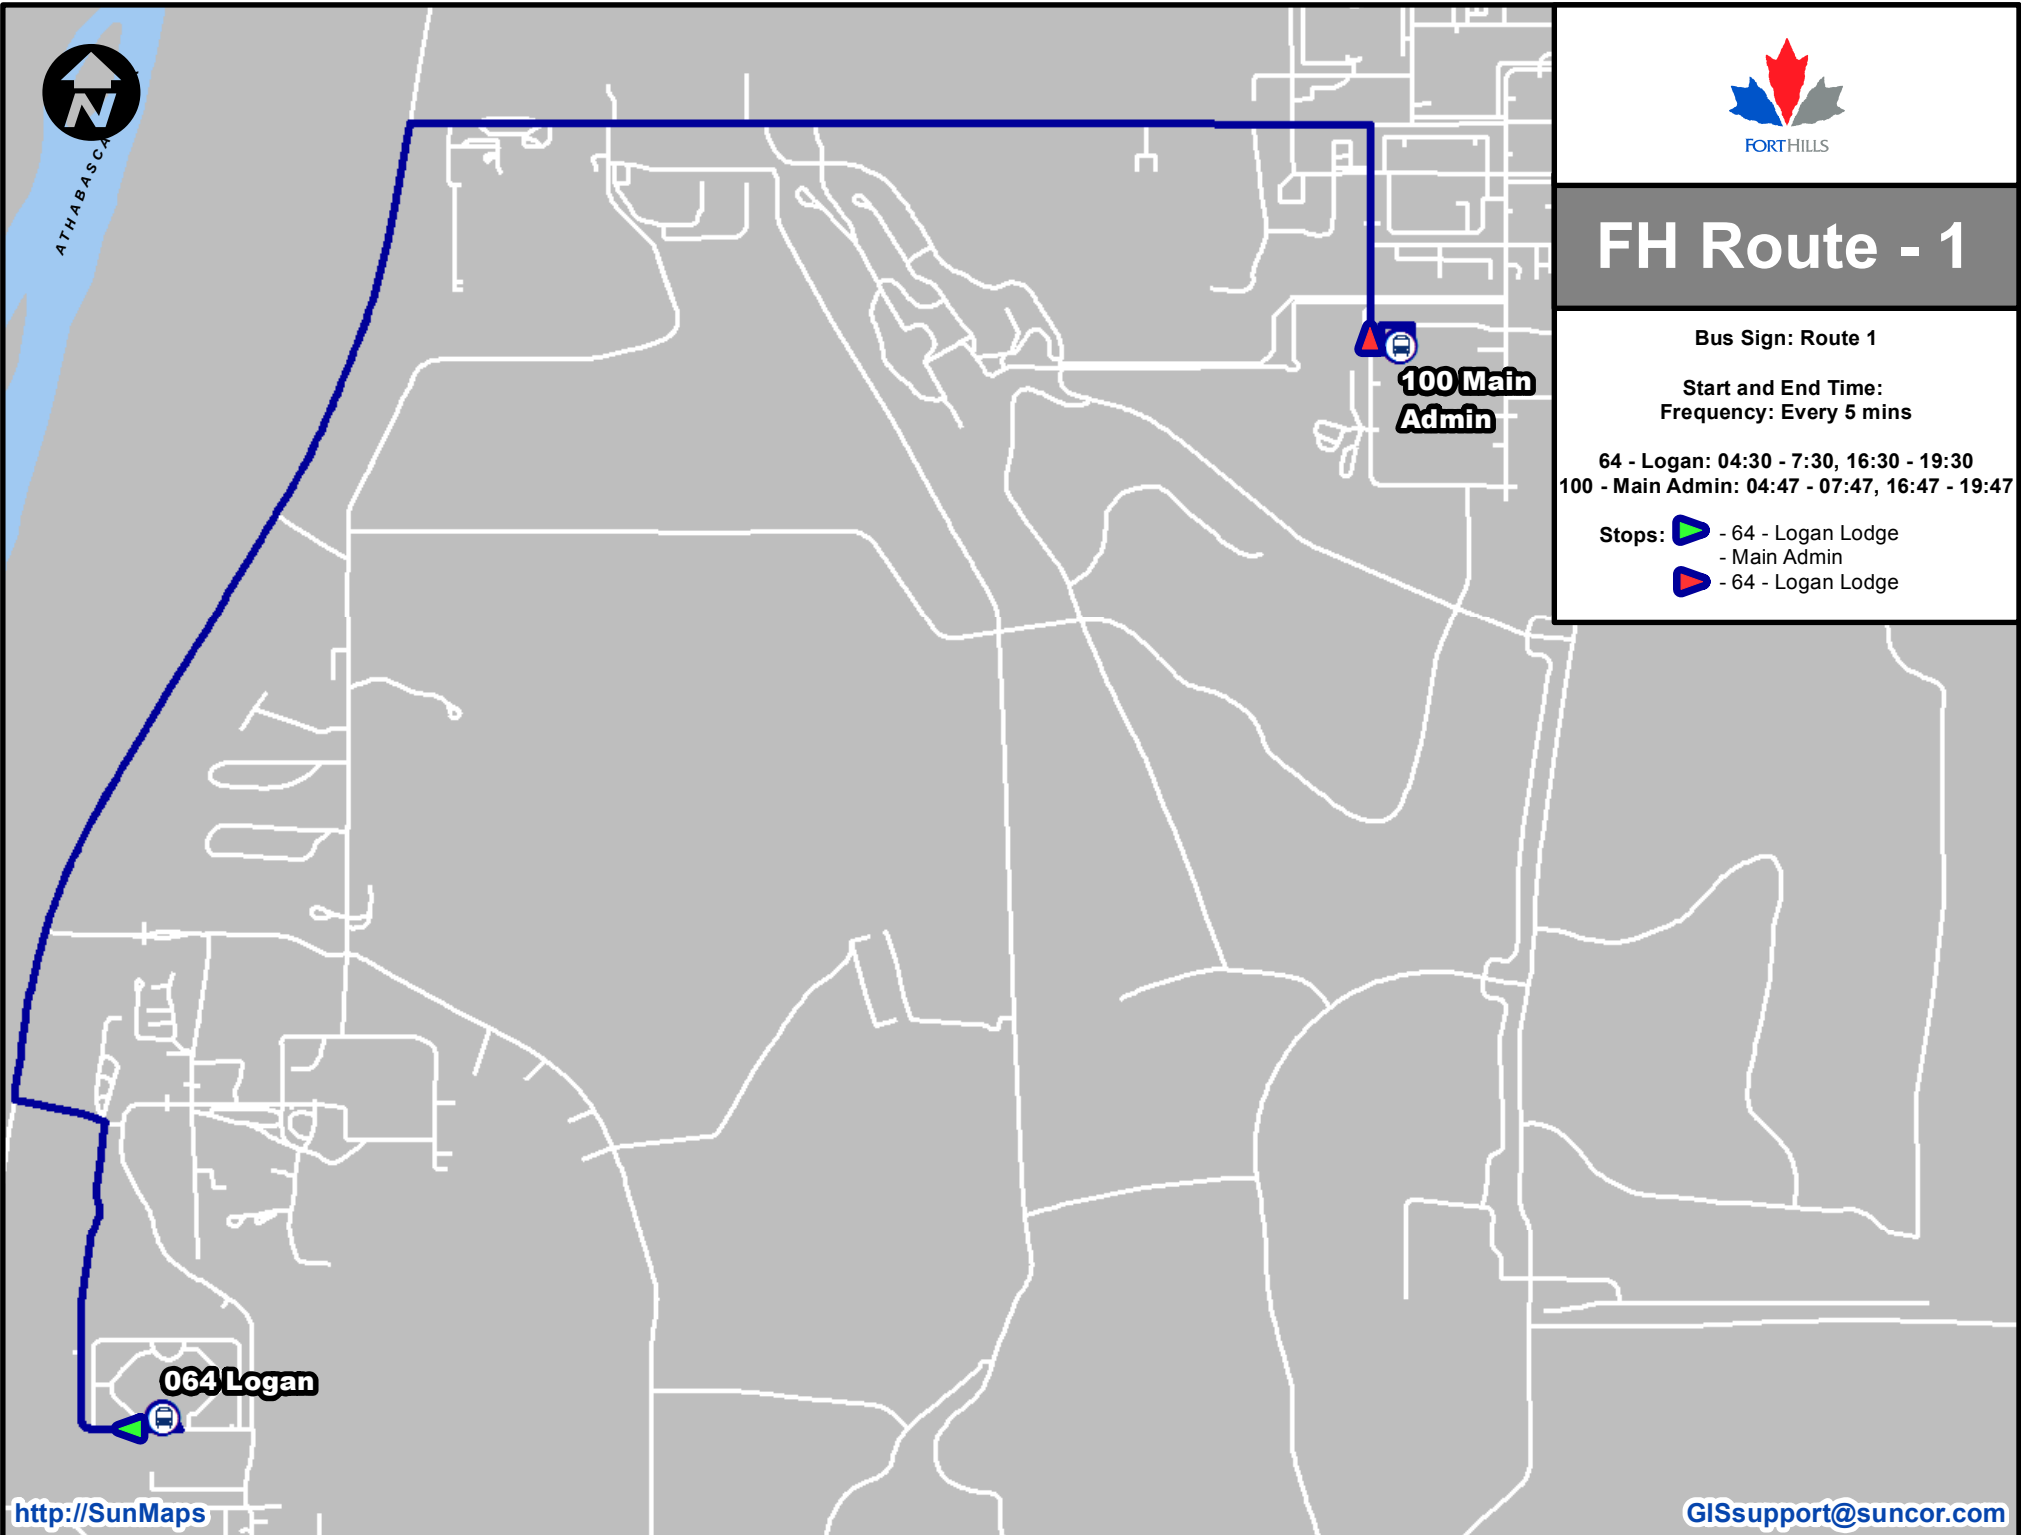 N
ATHABASCA
FORT HILLS
FH Route - 1
Bus Sign: Route 1
Start and End Time:
Frequency: Every 5 mins
64 - Logan: 04:30 - 7:30, 16:30 - 19:30
100 - Main Admin: 04:47 - 07:47, 16:47 - 19:47
Stops: - 64 - Logan Lodge
- Main Admin
- 64 - Logan Lodge
100 Main
Admin
064 Logan
http://SunMaps
GISsupport@suncor.com